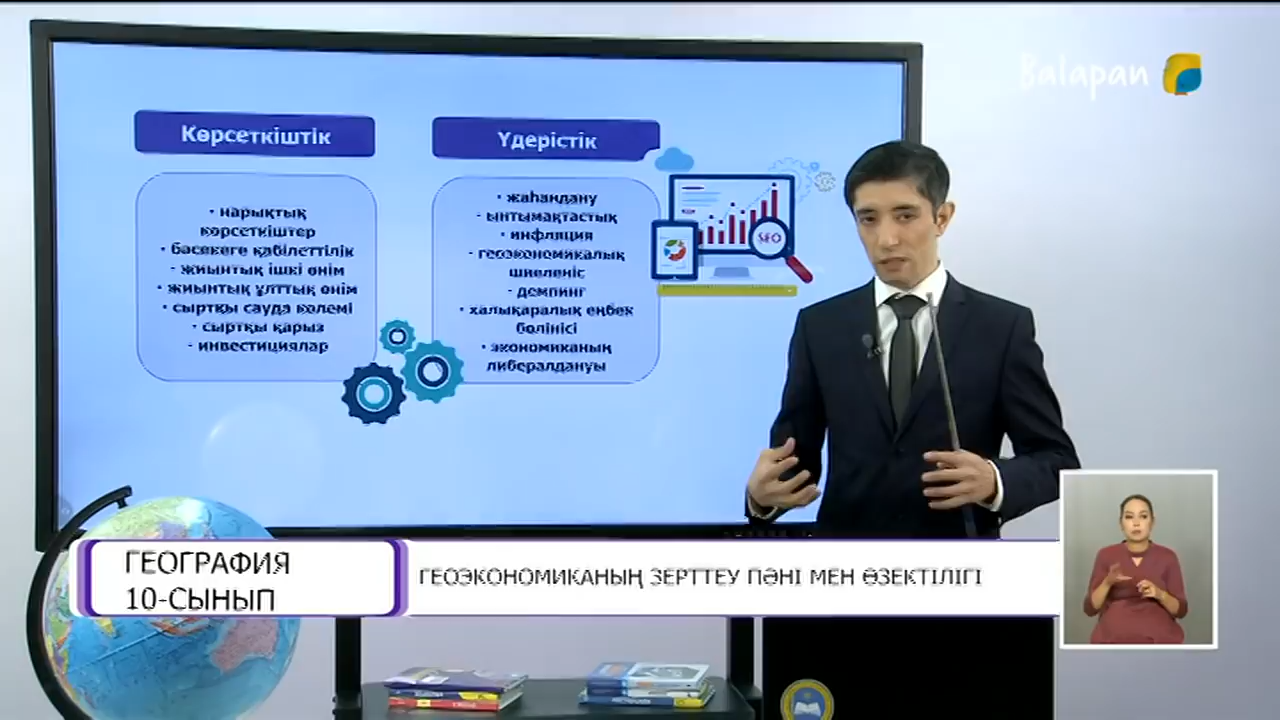 Balapan
Көрсеткіштік
• нарықтық
көрсеткіштер
• бәсекеге қабілеттілік
• жиынтық ішкі өнім
• жиынтық ұлттық өнім
• сыртқы сауда көлемі
• сыртқы қарыз
• инвестициялар
Үдерістік
• жаһандану
• ынтымақтастық
• инфляция
• геоэкономикалық
шиеленіс
• демпинг
• халықаралық еңбек
бөлінісі
• экономиканың
либералдануы
SEO
ГЕОГРАФИЯ
10-СЫНЫП
ГЕОЭКОНОМИКАНЫҢ ЗЕРТТЕУ ПӘНІ МЕН ӨЗЕКТІЛІГІ